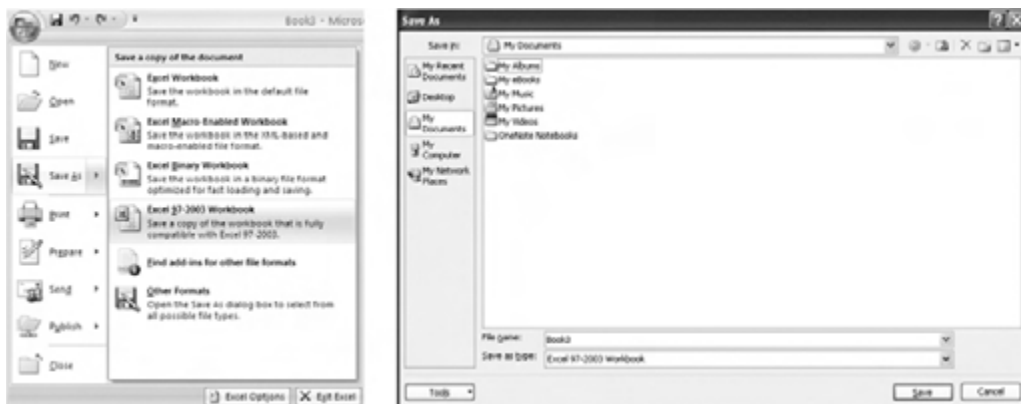 Book3 - Micros
New
Open
Save
Save As
Print
Prepare
Send
Publish
Close
Save a copy of the document
Excel Workbook
Save the workbook in the default file
format.
Excel Macro-Enabled Workbook
Save the workbook in the XML-based and
macro-enabled file format.
Excel Binary Workbook
Save the workbook in a binary file format
optimized for fast loading and saving.
Excel 97-2003 Workbook
Save a copy of the workbook that is fully
compatible with Excel 97-2003.
Find add-ins for other file formats
Other Formats
Open the Save As dialog box to select from
all possible file types.
Excel Options
Exit Excel
Save As
Save in:
My Documents
My Recent
Documents
Desktop
My
Documents
My
Computer
My Network
Places
My Albums
My eBooks
My Music
My Pictures
My Videos
OneNote Notebooks
File name:
Book3
Save as type:
Excel 97-2003 Workbook
Tools
Save
Cancel